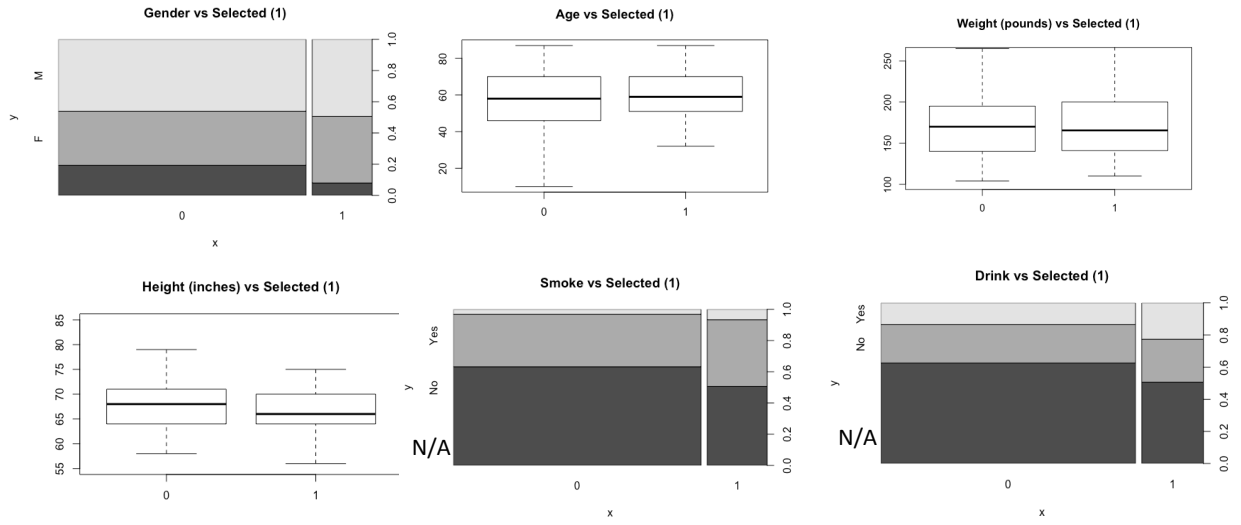 Gender vs Selected (1)
M
F
y
0.0 0.2 0.4 0.6 0.8 1.0
0 1
x
Age vs Selected (1)
80
60
40
20
0 1
Weight (pounds) vs Selected (1)
250
200
150
100
0 1
Height (inches) vs Selected (1)
85
80
75
70
65
60
55
0 1
Smoke vs Selected (1)
Yes
No
y
N/A
0.0 0.2 0.4 0.6 0.8 1.0
0 1
x
Drink vs Selected (1)
Yes
No
y
N/A
0.0 0.2 0.4 0.6 0.8 1.0
0 1
x